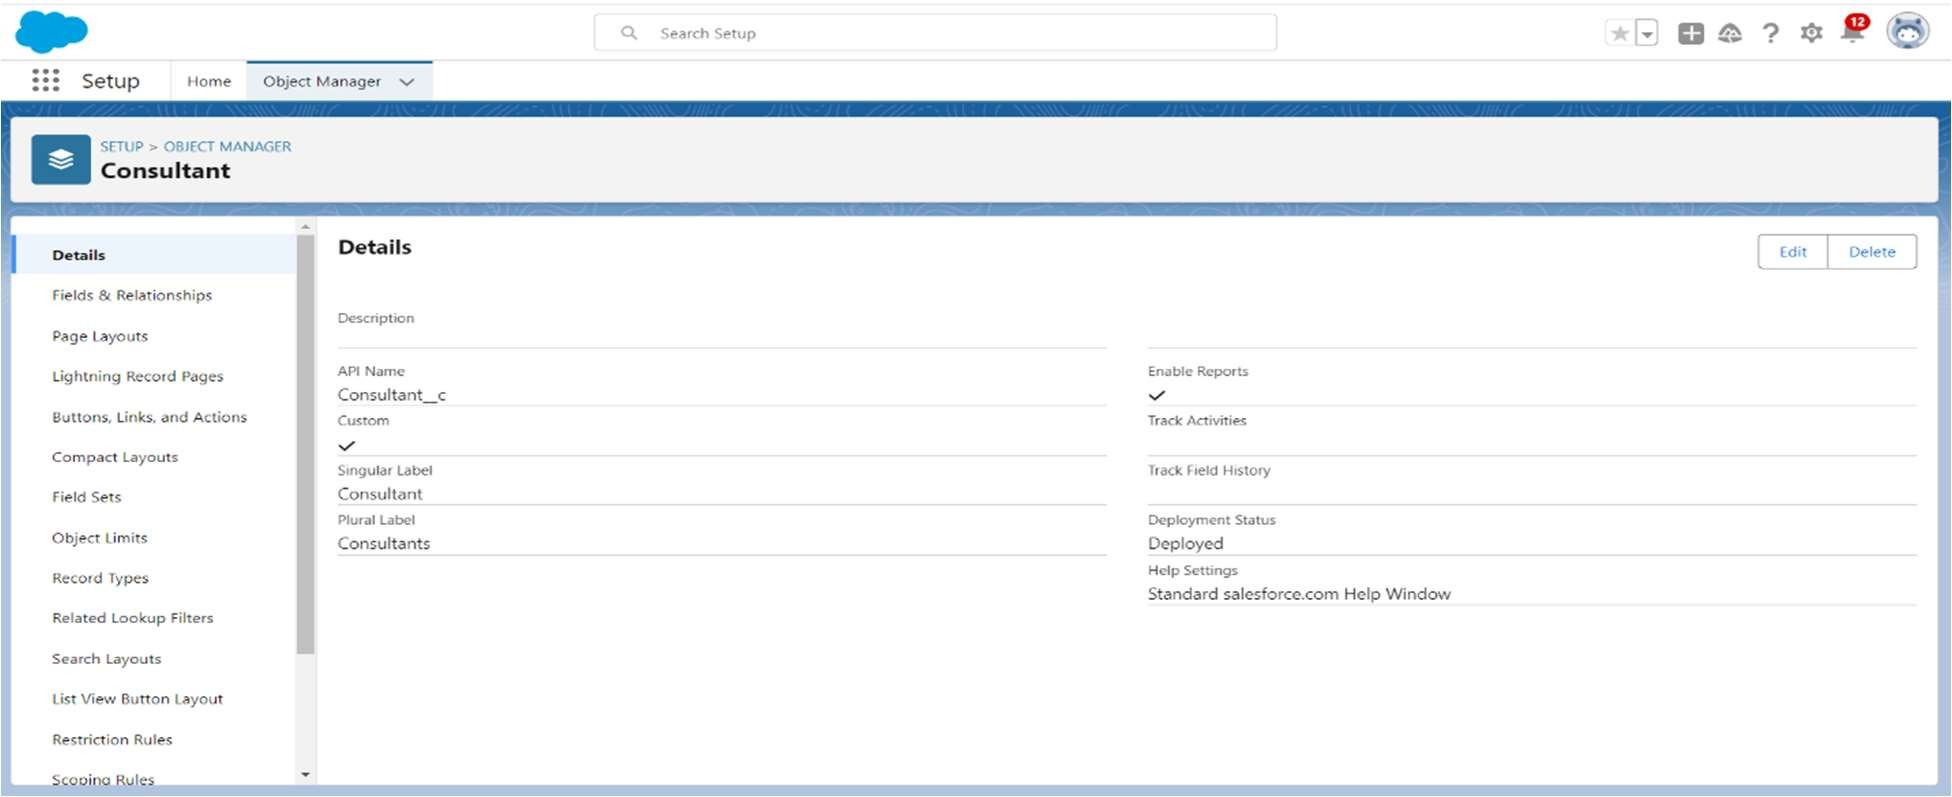 Search Setup
12
Setup
Home
Object Manager
SETUP > OBJECT MANAGER
Consultant
Details
Fields & Relationships
Page Layouts
Lightning Record Pages
Buttons, Links, and Actions
Compact Layouts
Field Sets
Object Limits
Record Types
Related Lookup Filters
Search Layouts
List View Button Layout
Restriction Rules
Scoping Rules
Details
Edit
Delete
Description
API Name
Consultant__c
Custom
Singular Label
Consultant
Plural Label
Consultants
Enable Reports
Track Activities
Track Field History
Deployment Status
Deployed
Help Settings
Standard salesforce.com Help Window